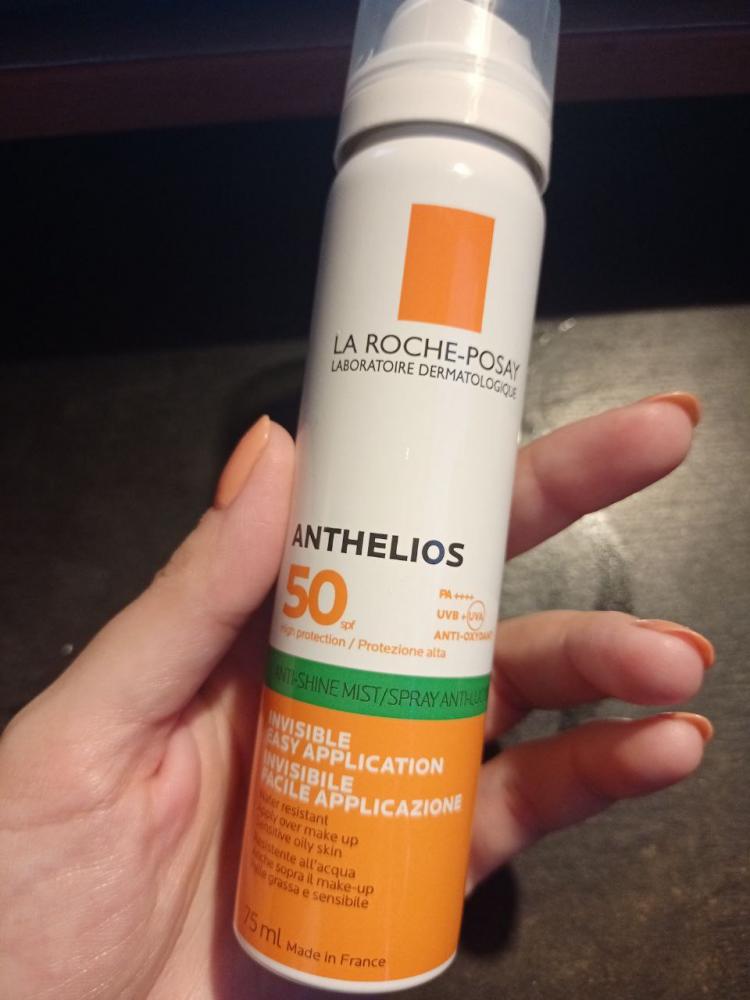 LA ROCHE-POSAY
LABORATOIRE DERMATOLOGIQUE
ANTHELIOS
50 spf
PA ++++
UVB + UVA
ANTI-OXYDANT
High protection / Protezione alta
ANTI-SHINE MIST/SPRAY ANTI-LUC
INVISIBLE
EASY APPLICATION
INVISIBILE
FACILE APPLICAZIONE
Water resistant
Apply over make up
Sensitive oily skin
Resistente all'acqua
Anche sopra il make-up
Pelle grassa e sensibile
75 ml Made in France